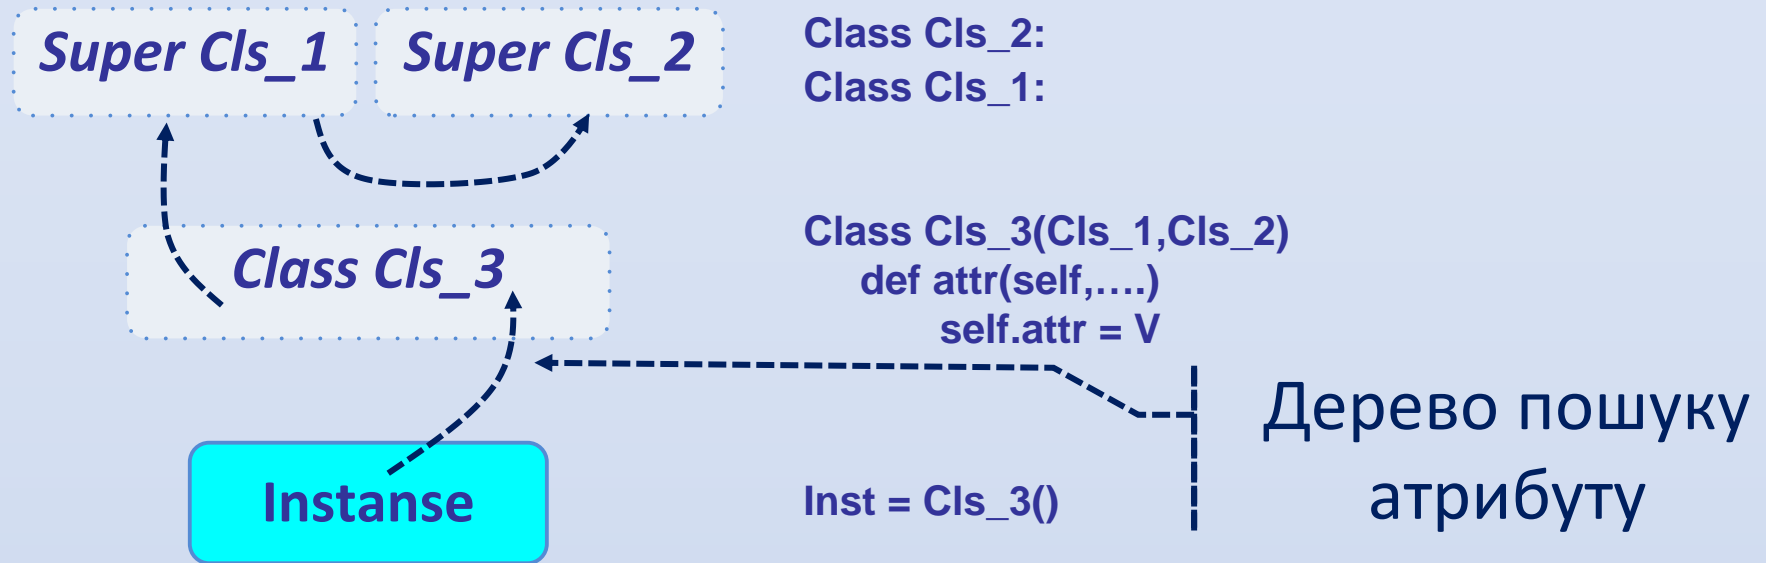 Super Cls_1
Super Cls_2
Class Cls_2:
Class Cls_1:
Class Cls_3
Class Cls_3(Cls_1,Cls_2)
def attr(self,....)
self.attr = V
Дерево пошуку
атрибуту
Instanse
Inst = Cls_3()